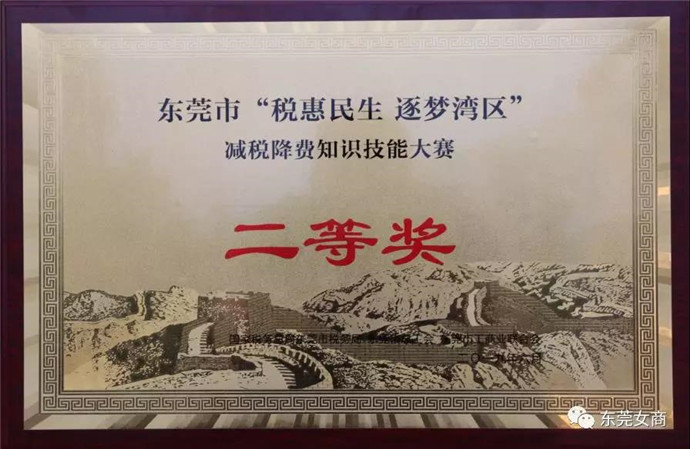 东莞市“税惠民生 逐梦湾区”
减税降费知识技能大赛
二等奖
东莞女商